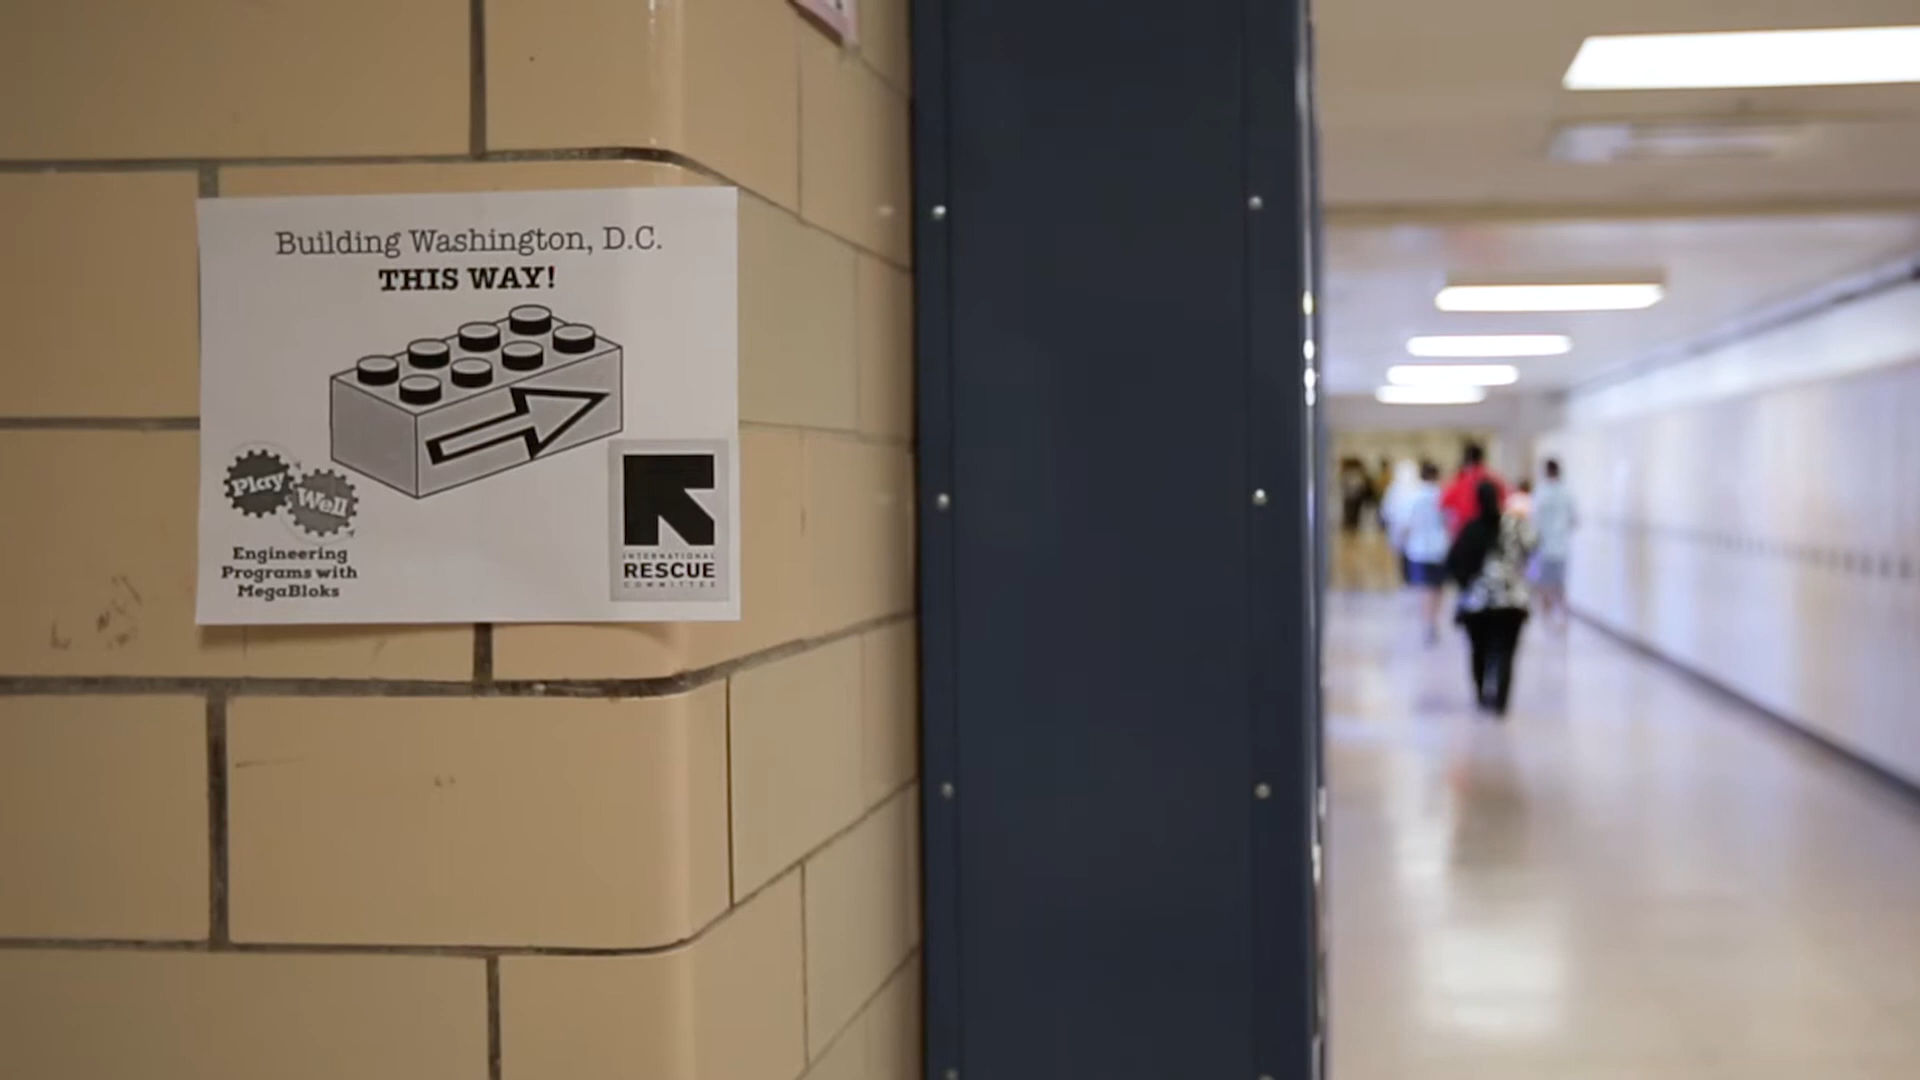 Building Washington, D.C.
THIS WAY!
Play
Well
Engineering
Programs with
MegaBloks
INTERNATIONAL
RESCUE
COMMITTEE